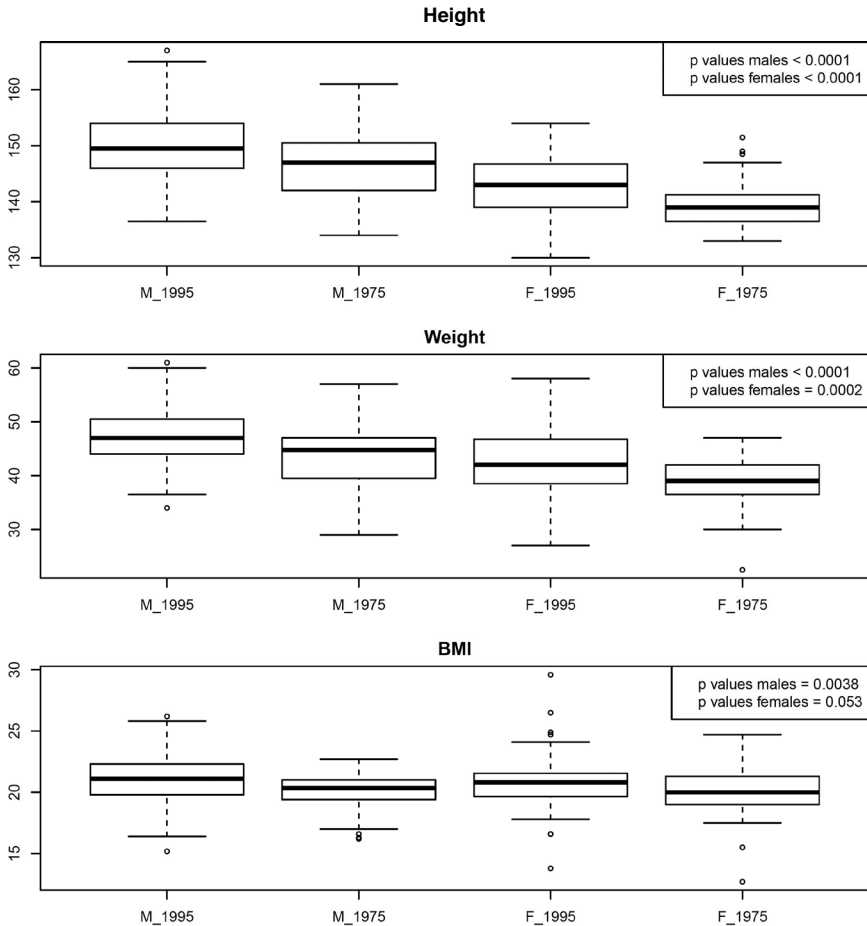 Height
p values males < 0.0001
p values females < 0.0001
160
150
140
130
M_1995 M_1975 F_1995 F_1975
Weight
p values males < 0.0001
p values females = 0.0002
60
50
40
30
M_1995 M_1975 F_1995 F_1975
BMI
p values males = 0.0038
p values females = 0.053
30
25
20
15
M_1995 M_1975 F_1995 F_1975